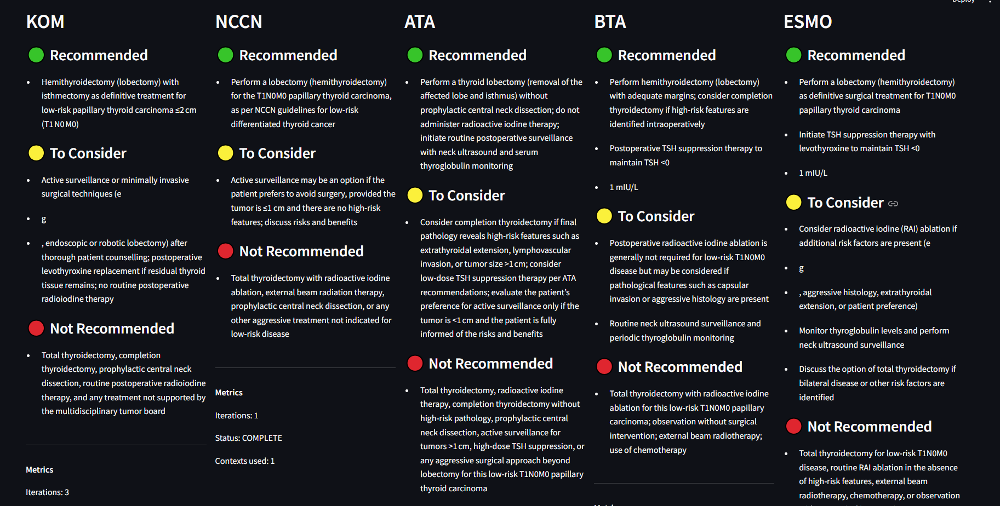 Deploy
KOM
Recommended
Hemithyroidectomy (lobectomy) with
isthmectomy as definitive treatment for
low-risk papillary thyroid carcinoma ≤2 cm
(T1 N0 M0)
To Consider
Active surveillance or minimally invasive
surgical techniques (e
g
, endoscopic or robotic lobectomy) after
thorough patient counselling; postoperative
levothyroxine replacement if residual thyroid
tissue remains; no routine postoperative
radioiodine therapy
Not Recommended
Total thyroidectomy, completion
thyroidectomy, prophylactic central neck
dissection, routine postoperative radioiodine
therapy, and any treatment not supported by
the multidisciplinary tumor board
Metrics
Iterations: 3
NCCN
Recommended
Perform a lobectomy (hemithyroidectomy)
for the T1N0M0 papillary thyroid carcinoma,
as per NCCN guidelines for low-risk
differentiated thyroid cancer
To Consider
Active surveillance may be an option if the
patient prefers to avoid surgery, provided the
tumor is ≤1 cm and there are no high-risk
features; discuss risks and benefits
Not Recommended
Total thyroidectomy with radioactive iodine
ablation, external beam radiation therapy,
prophylactic central neck dissection, or any
other aggressive treatment not indicated for
low-risk disease
Metrics
Iterations: 1
Status: COMPLETE
Contexts used: 1
ATA
Recommended
Perform a thyroid lobectomy (removal of the
affected lobe and isthmus) without
prophylactic central neck dissection; do not
administer radioactive iodine therapy;
initiate routine postoperative surveillance
with neck ultrasound and serum
thyroglobulin monitoring
To Consider
Consider completion thyroidectomy if final
pathology reveals high-risk features such as
extrathyroidal extension, lymphovascular
invasion, or tumor size >1 cm; consider
low-dose TSH suppression therapy per ATA
recommendations; evaluate the patient’s
preference for active surveillance only if the
tumor is <1 cm and the patient is fully
informed of the risks and benefits
Not Recommended
Total thyroidectomy, radioactive iodine
therapy, completion thyroidectomy without
high-risk pathology, prophylactic central
neck dissection, active surveillance for
tumors >1 cm, high-dose TSH suppression, or
any aggressive surgical approach beyond
lobectomy for this low-risk T1N0M0 papillary
thyroid carcinoma
BTA
Recommended
Perform hemithyroidectomy (lobectomy)
with adequate margins; consider completion
thyroidectomy if high-risk features are
identified intraoperatively
Postoperative TSH suppression therapy to
maintain TSH <0
1 mIU/L
To Consider
Postoperative radioactive iodine ablation is
generally not required for low-risk T1N0M0
disease but may be considered if
pathological features such as capsular
invasion or aggressive histology are present
Routine neck ultrasound surveillance and
periodic thyroglobulin monitoring
Not Recommended
Total thyroidectomy with radioactive iodine
ablation for this low-risk T1N0M0 papillary
carcinoma; observation without surgical
intervention; external beam radiotherapy;
use of chemotherapy
ESMO
Recommended
Perform a lobectomy (hemithyroidectomy)
as definitive surgical treatment for T1N0M0
papillary thyroid carcinoma
Initiate TSH suppression therapy with
levothyroxine to maintain TSH <0
1 mIU/L
To Consider
Consider radioactive iodine (RAI) ablation if
additional risk factors are present (e
g
, aggressive histology, extrathyroidal
extension, or patient preference)
Monitor thyroglobulin levels and perform
neck ultrasound surveillance
Discuss the option of total thyroidectomy if
bilateral disease or other risk factors are
identified
Not Recommended
Total thyroidectomy for low-risk T1N0M0
disease, routine RAI ablation in the absence
of high-risk features, external beam
radiotherapy, chemotherapy, or observation